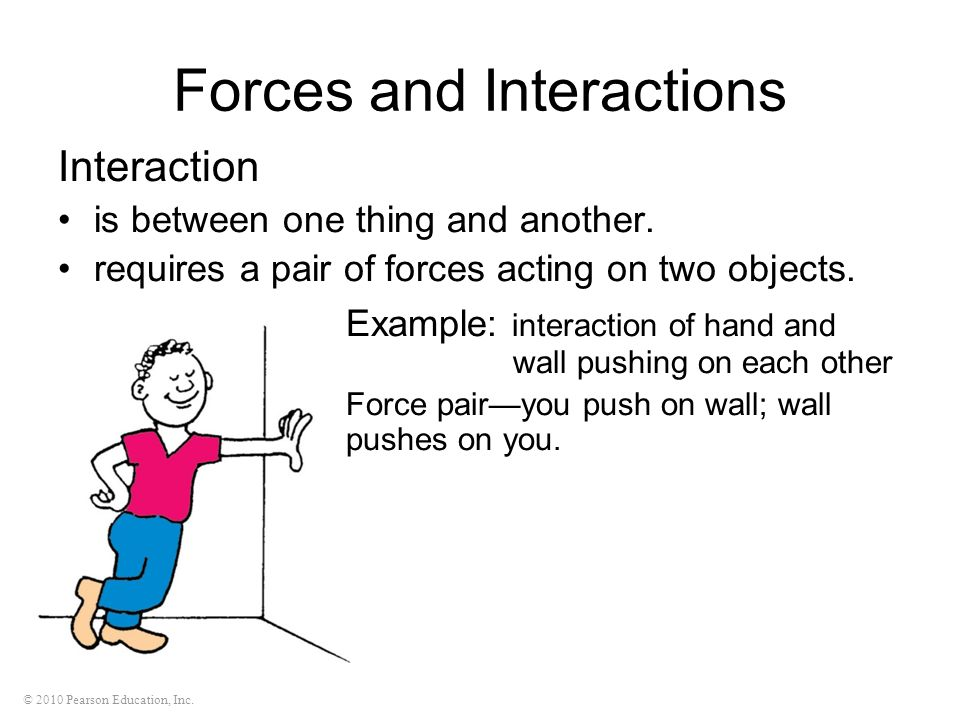 Forces and Interactions
Interaction
• is between one thing and another.
• requires a pair of forces acting on two objects.
Example: interaction of hand and
wall pushing on each other
Force pair—you push on wall; wall
pushes on you.
© 2010 Pearson Education, Inc.